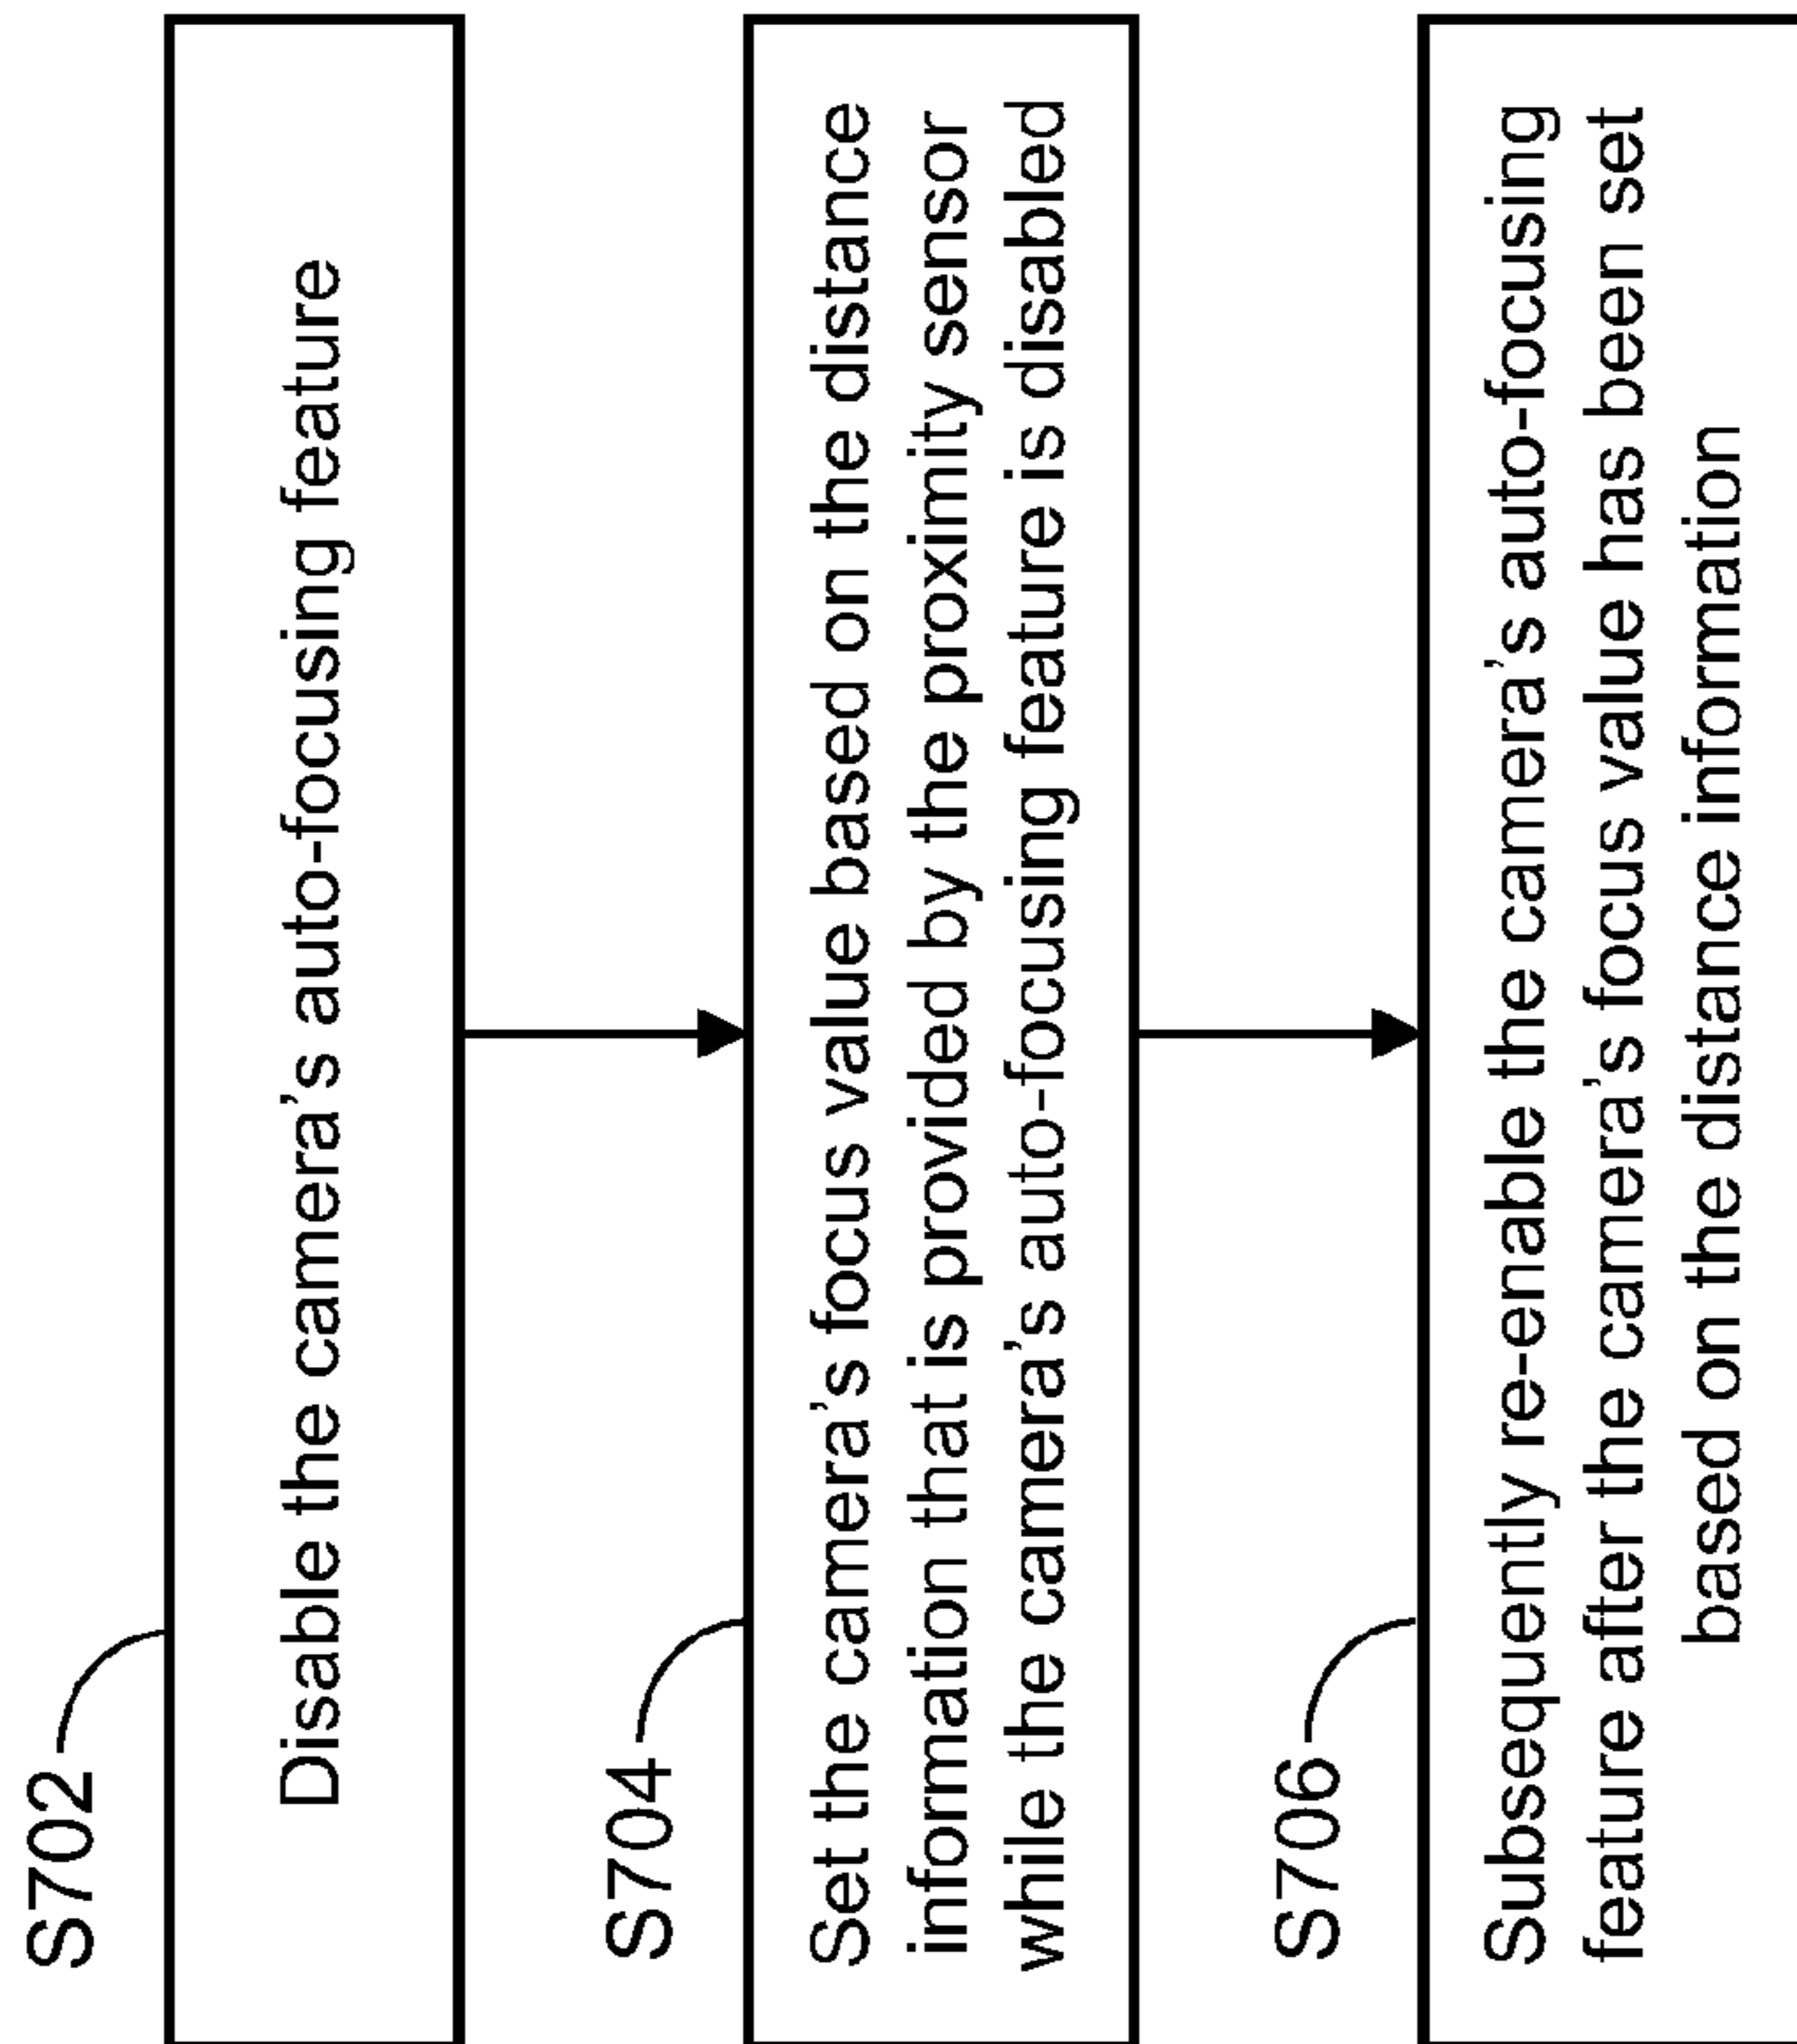 S702
Disable the camera's auto-focusing feature
S704
Set the camera's focus value based on the distance
information that is provided by the proximity sensor
while the camera's auto-focusing feature is disabled
S706
Subsequently re-enable the camera's auto-focusing
feature after the camera's focus value has been set
based on the distance information